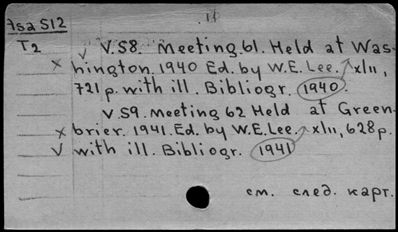 7sa S12
11
T2 V.58. Meeting.61. Held at Was-
hington. 1940 Ed. by W.E. Lee. xlii,
721 p. with ill. Bibliogr. 1940.
V.59. Meeting 62 Held at Green-
brier. 1941. Ed. by W.E. Lee. xlii, 628 p.
with ill. Bibliogr. 1941
см. след. карт.